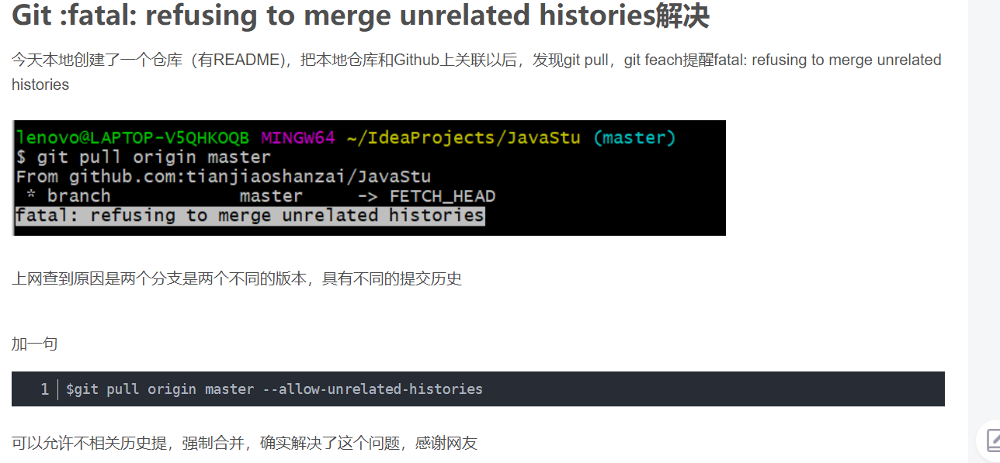 Git :fatal: refusing to merge unrelated histories解决
今天本地创建了一个仓库（有README)，把本地仓库和Github上关联以后，发现git pull，git feach提醒fatal: refusing to merge unrelated
histories
lenovo@LAPTOP-V5QHKOQB MINGW64 ~/IdeaProjects/JavaStu (master)
$ git pull origin master
From github.com:tianjiaoshanzai/JavaStu
 * branch            master     -> FETCH_HEAD
fatal: refusing to merge unrelated histories
上网查到原因是两个分支是两个不同的版本，具有不同的提交历史
加一句
1 $git pull origin master --allow-unrelated-histories
可以允许不相关历史提，强制合并，确实解决了这个问题，感谢网友